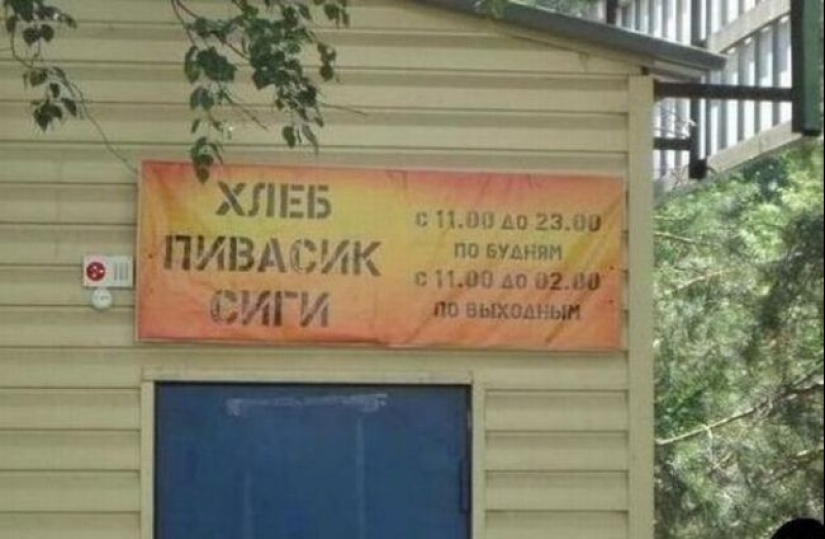 ХЛЕБ
ПИВАСИК
СИГИ
С 11.00 ДО 23.00
ПО БУДНЯМ
С 11.00 ДО 02.00
ПО ВЫХОДНЫМ